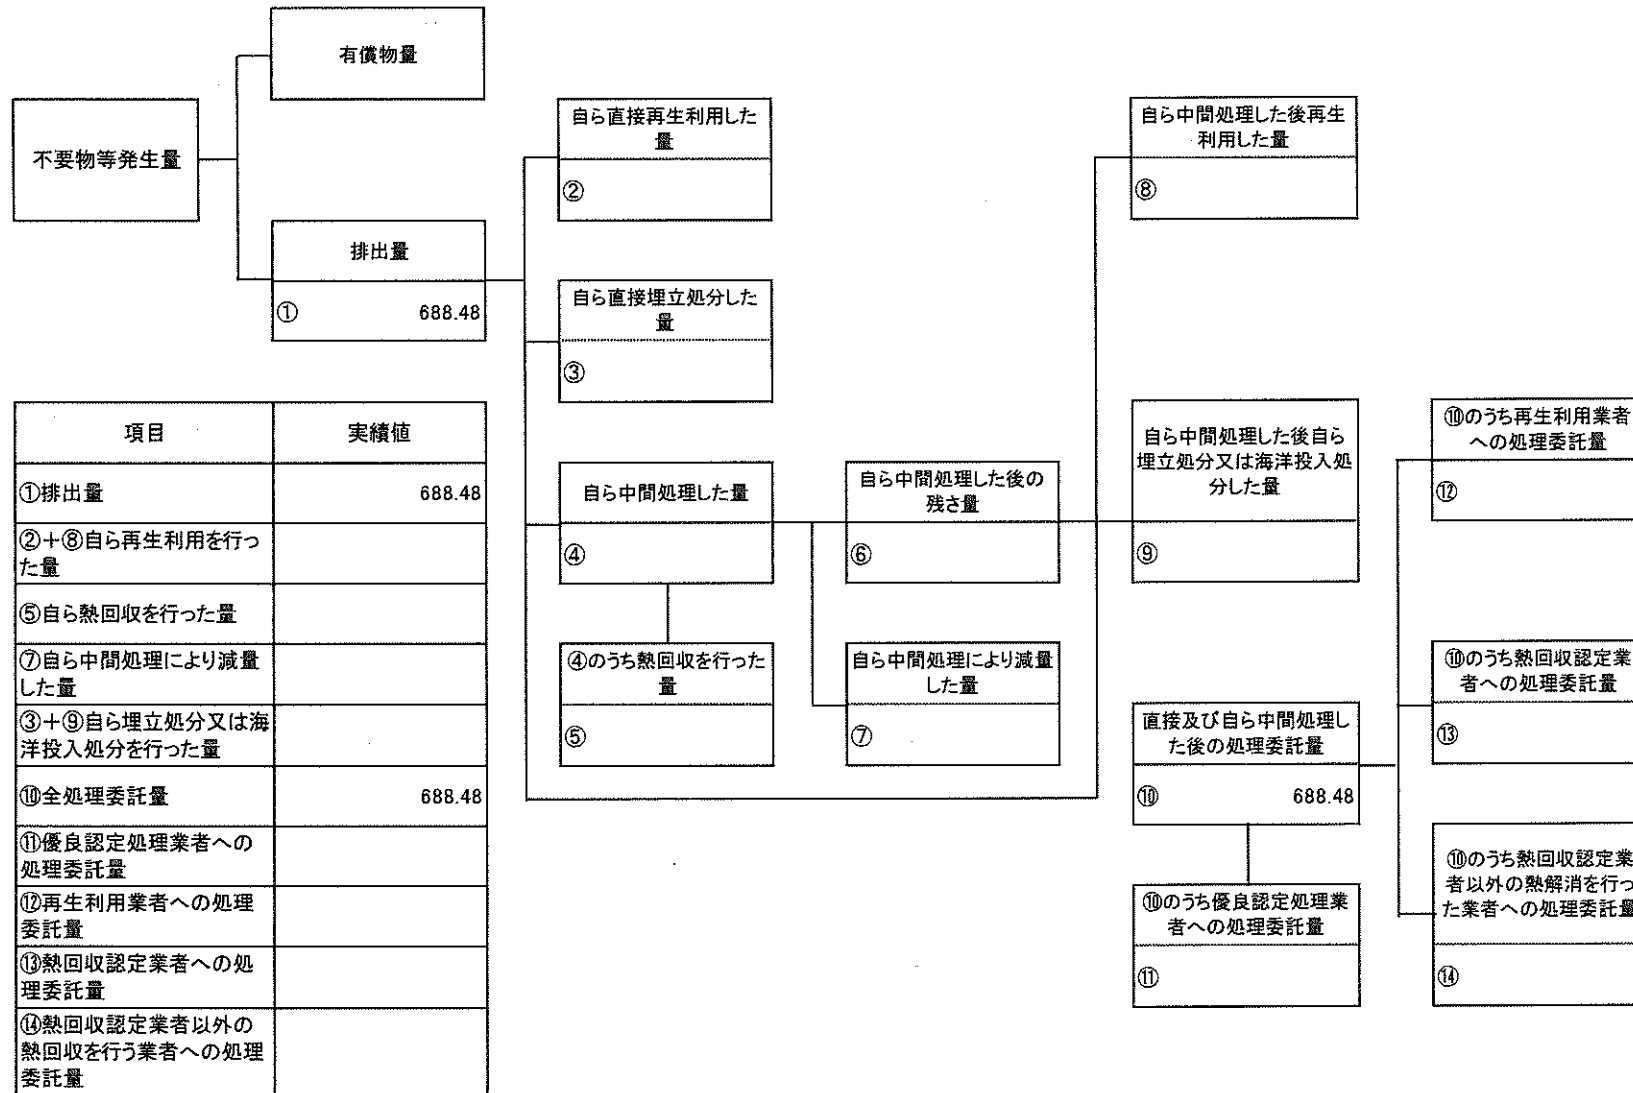 有償物量
不要物等発生量
排出量
① 688.48
自ら直接再生利用した
量
②
自ら直接埋立処分した
量
③
自ら中間処理した量
④
④のうち熱回収を行った
量
⑤
自ら中間処理した後の
残さ量
⑥
自ら中間処理により減量
した量
⑦
自ら中間処理した後再生
利用した量
⑧
自ら中間処理した後自ら
埋立処分又は海洋投入処
分した量
⑨
直接及び自ら中間処理し
た後の処理委託量
⑩ 688.48
⑩のうち優良認定処理業
者への処理委託量
⑪
⑩のうち再生利用業者
への処理委託量
⑫
⑩のうち熱回収認定業
者への処理委託量
⑬
⑩のうち熱回収認定業
者以外の熱解消を行っ
た業者への処理委託量
⑭
項目 実績値
①排出量 688.48
②+⑧自ら再生利用を行っ
た量
⑤自ら熱回収を行った量
⑦自ら中間処理により減量
した量
③+⑨自ら埋立処分又は海
洋投入処分を行った量
⑩全処理委託量 688.48
⑪優良認定処理業者への
処理委託量
⑫再生利用業者への処理
委託量
⑬熱回収認定業者への処
理委託量
⑭熱回収認定業者以外の
熱回収を行う業者への処理
委託量